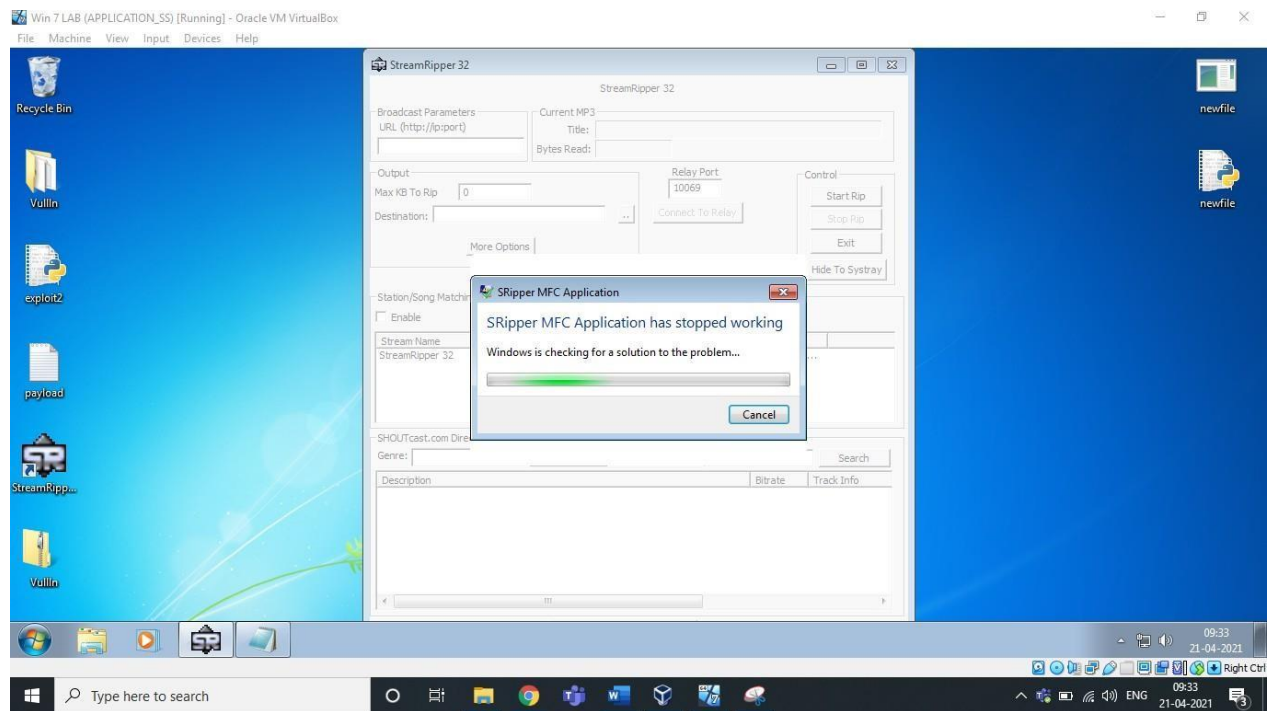 Win 7 LAB (APPLICATION_SS) [Running] - Oracle VM VirtualBox
File Machine View Input Devices Help
Recycle Bin
Vullin
exploit2
payload
StreamRipp...
Vullin
newfile
newfile
StreamRipper 32
StreamRipper 32
Broadcast Parameters
URL (http://ip:port)
Current MP3
Title:
Bytes Read:
Output
Max KB To Rip 0
Destination: ..
More Options
Relay Port
10069
Connect To Relay
Control
Start Rip
Stop Rip
Exit
Hide To Systray
Station/Song Matchin
Enable
Stream Name
StreamRipper 32
...
SRipper MFC Application
SRipper MFC Application has stopped working
Windows is checking for a solution to the problem...
Cancel
SHOUTcast.com Dire
Genre:
Search
Description Bitrate Track Info
SR
09:33
21-04-2021
Right Ctrl
Type here to search
ENG
09:33
21-04-2021
3